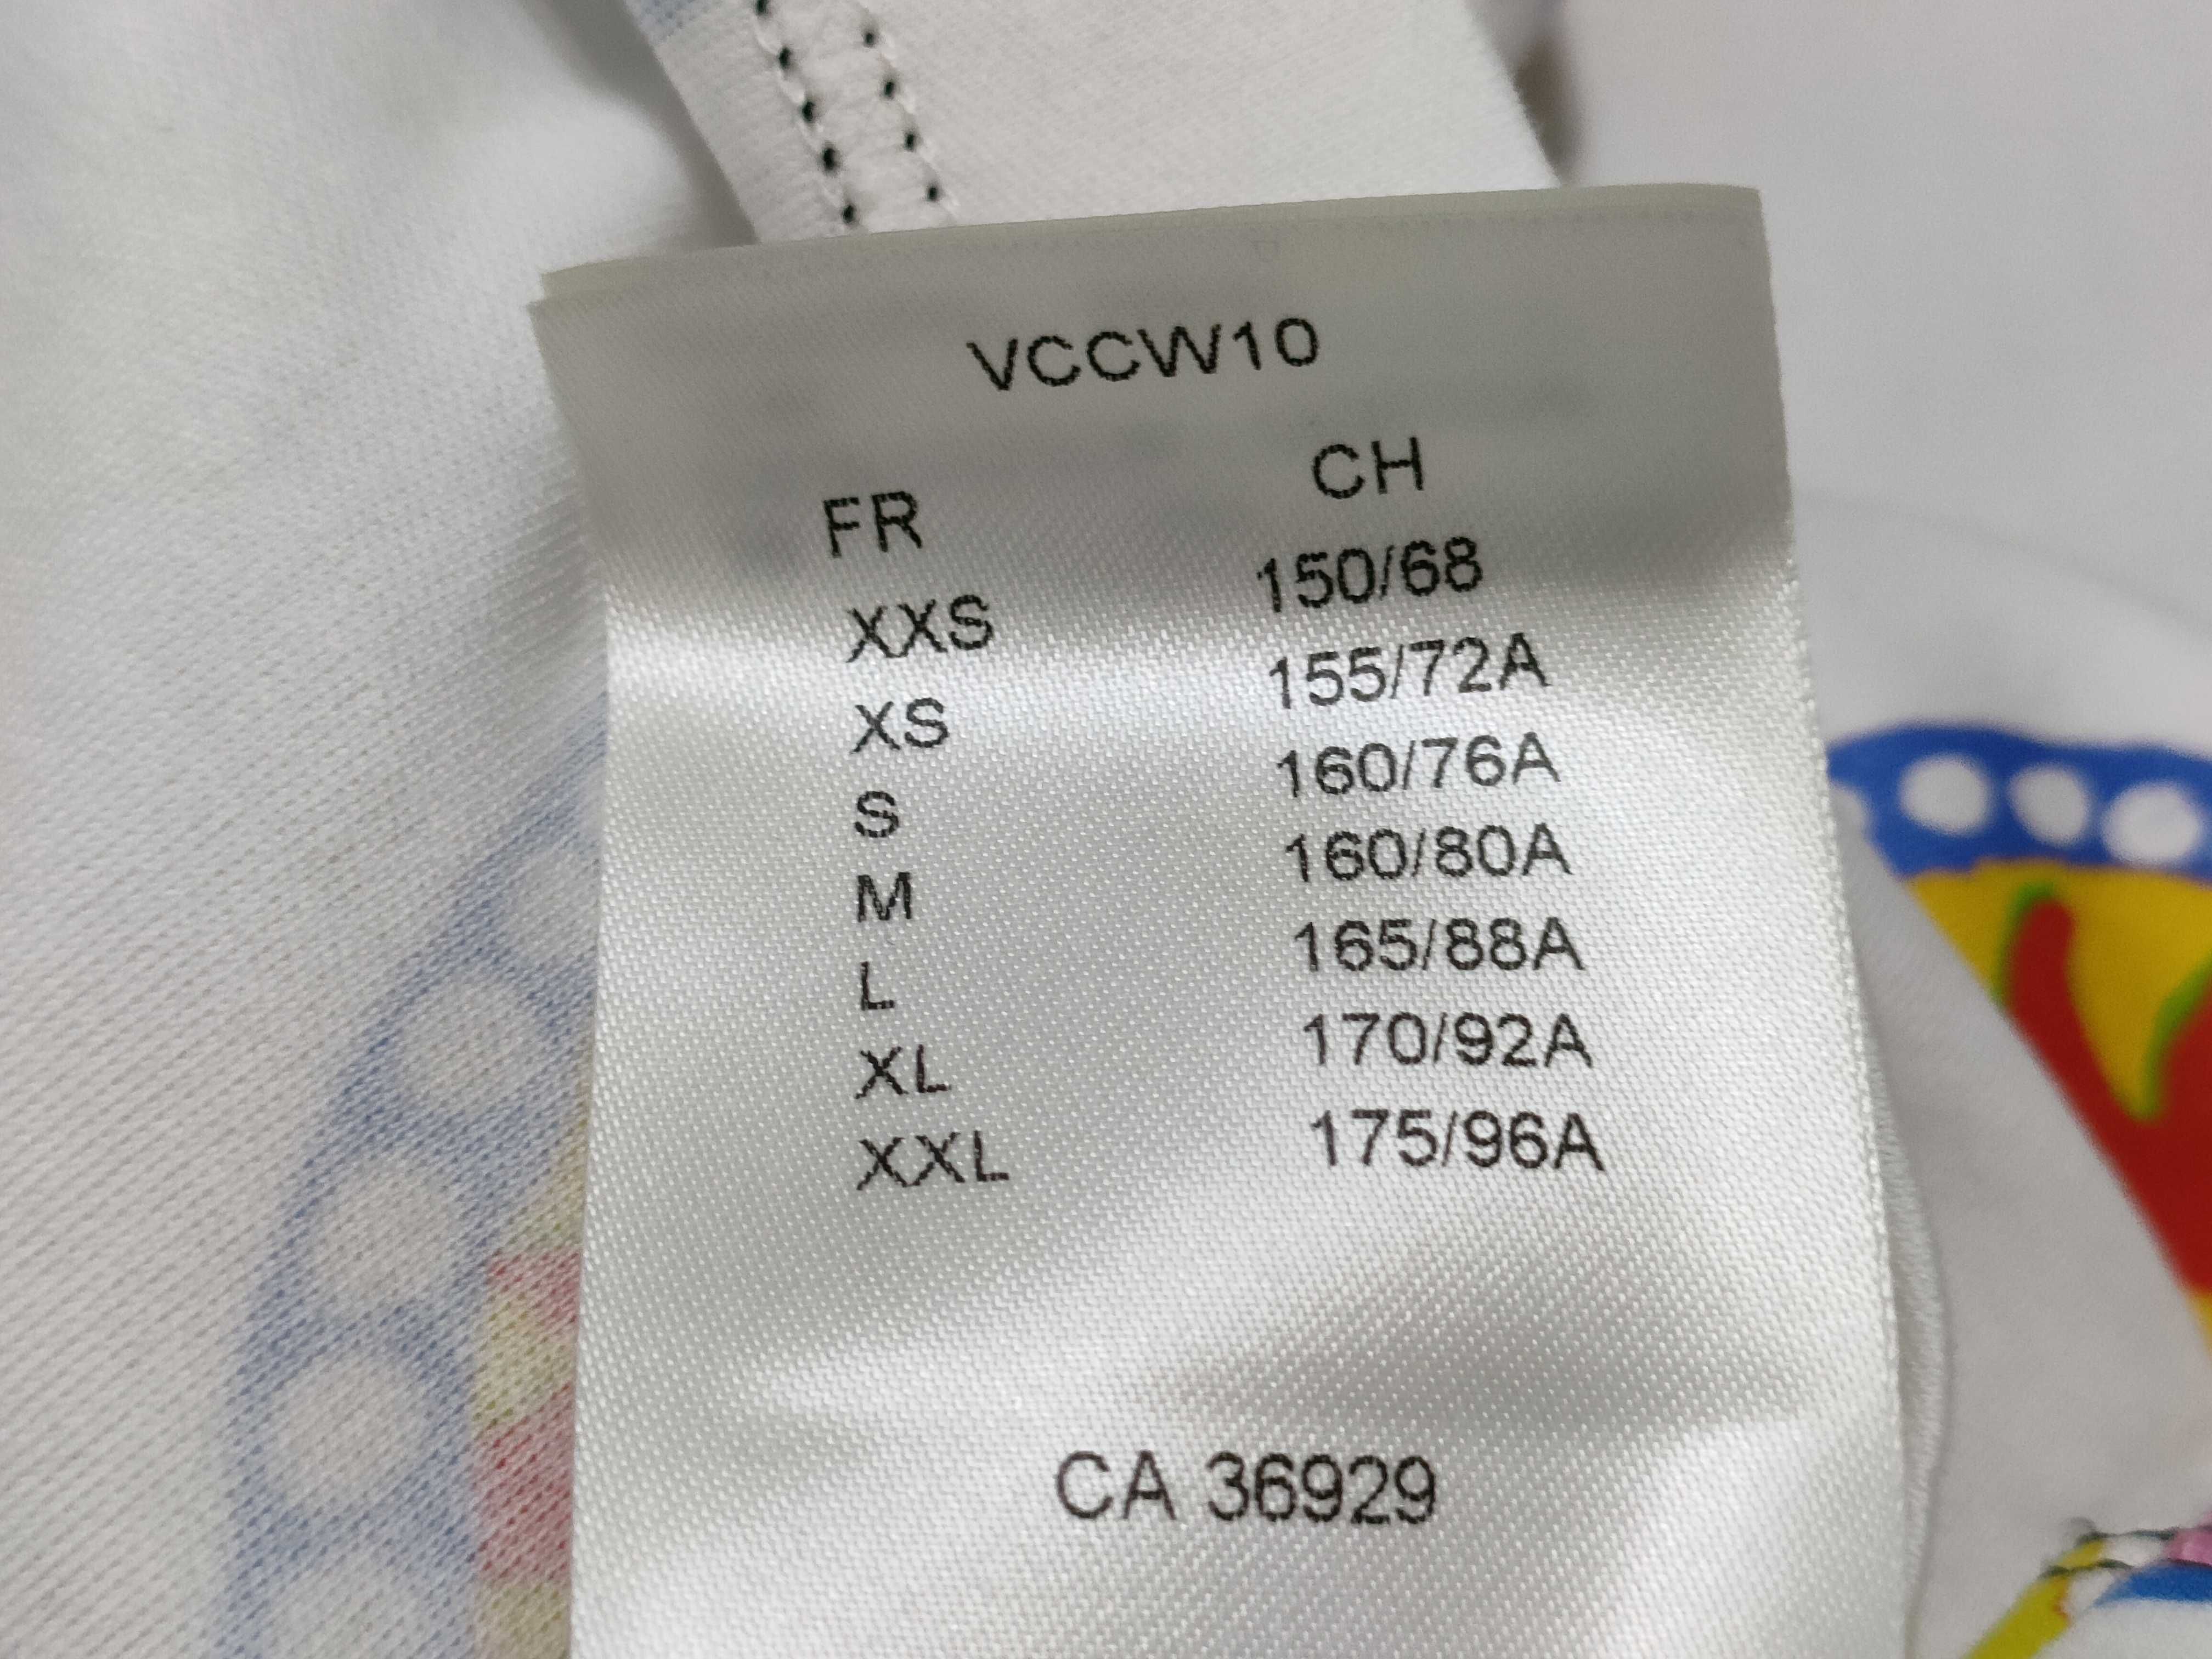 VCCW10
FR CH
XXS 150/68
XS 155/72A
S 160/76A
M 160/80A
L 165/88A
XL 170/92A
XXL 175/96A
CA 36929